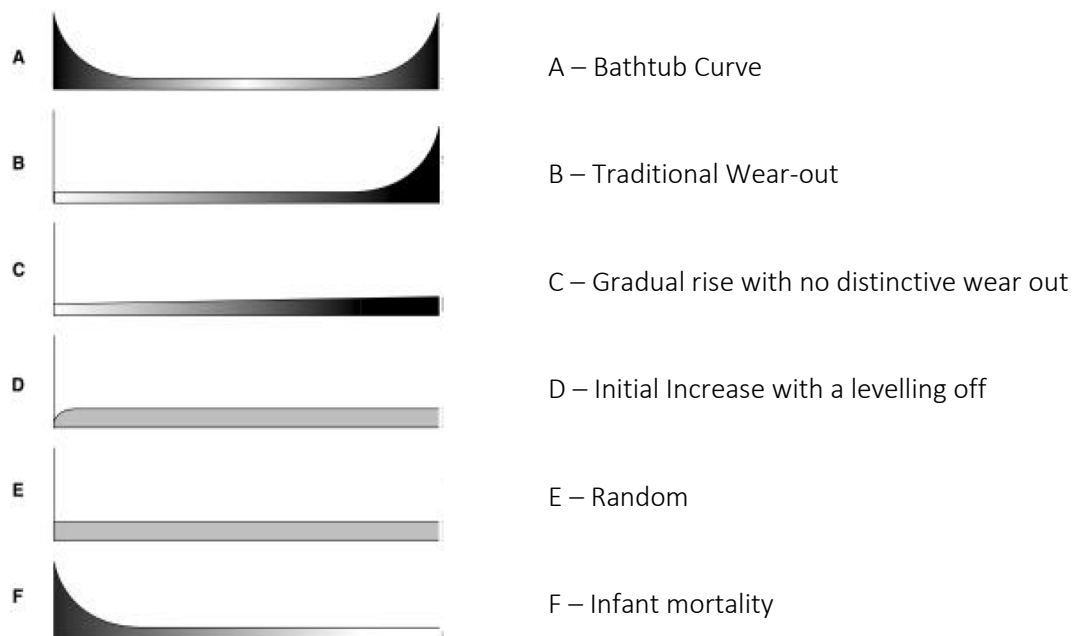 A
A – Bathtub Curve
B
B – Traditional Wear-out
C
C – Gradual rise with no distinctive wear out
D
D – Initial Increase with a levelling off
E
E – Random
F
F – Infant mortality